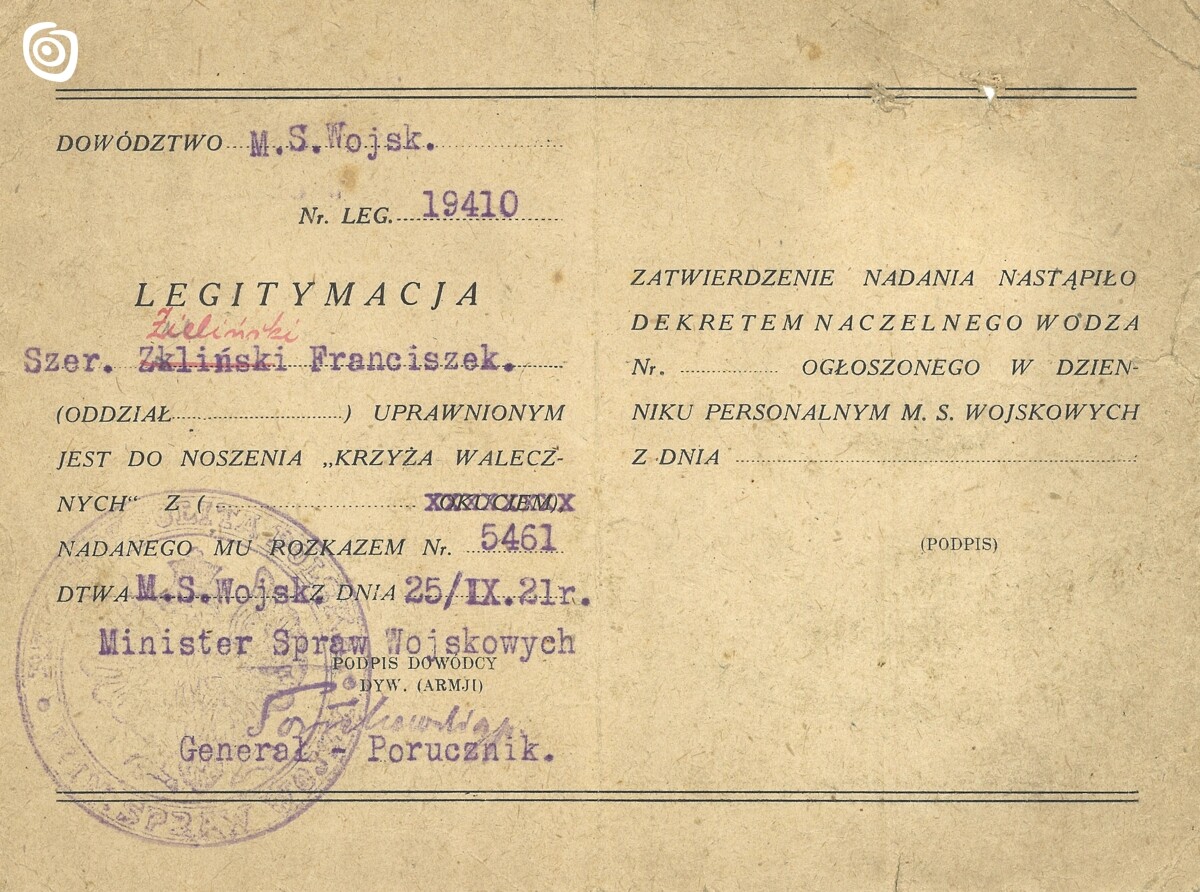 DOWÓDZTWO M.S.Wojsk.
Nr. LEG. 19410
LEGITYMACJA
Zieliński
Szer. Zkliński Franciszek.
(ODDZIAŁ ) UPRAWNIONYM
JEST DO NOSZENIA „KRZYŻA WALECZ-
NYCH“ Z ( OKUCIEM),
NADANEGO MU ROZKAZEM Nr. 5461
DTWA M.S.Wojsk. Z DNIA 25/IX.21r.
Minister Spraw Wojskowych
PODPIS DOWÓDCY
DYW. (ARMJI)
Generał - Porucznik.
ZATWIERDZENIE NADANIA NASTĄPIŁO
DEKRETEM NACZELNEGO WODZA
Nr. OGŁOSZONEGO W DZIEN-
NIKU PERSONALNYM M. S. WOJSKOWYCH
Z DNIA
(PODPIS)